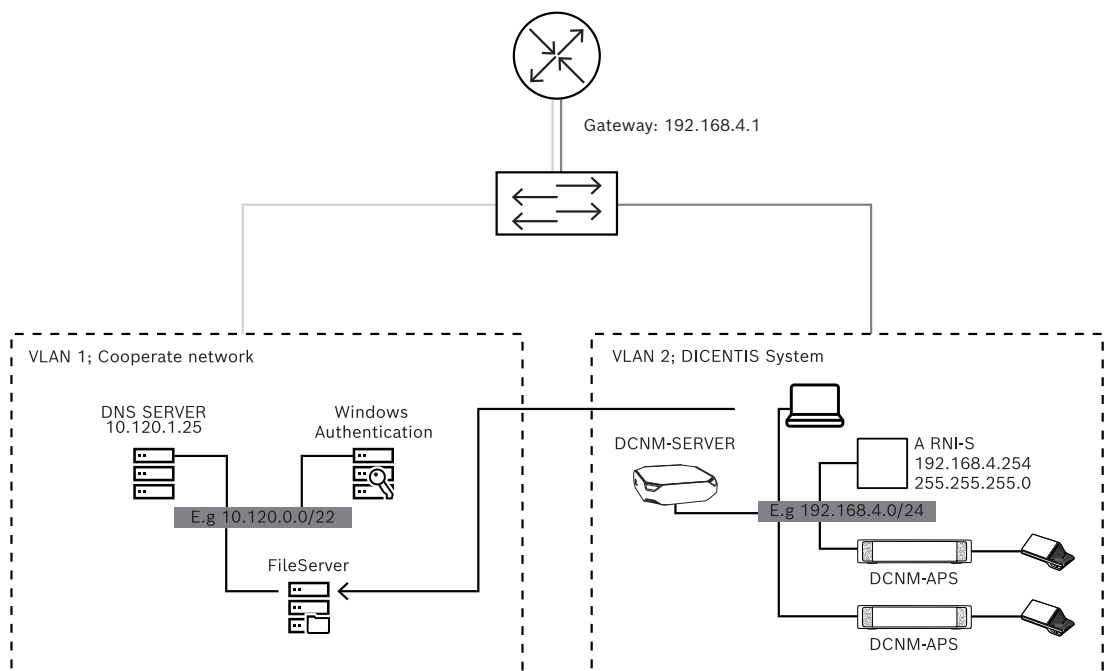 Gateway: 192.168.4.1
VLAN 1; Cooperate network
DNS SERVER
10.120.1.25
Windows
Authentication
E.g 10.120.0.0/22
FileServer
VLAN 2; DICENTIS System
DCNM-SERVER
A RNI-S
192.168.4.254
255.255.255.0
E.g 192.168.4.0/24
DCNM-APS
DCNM-APS